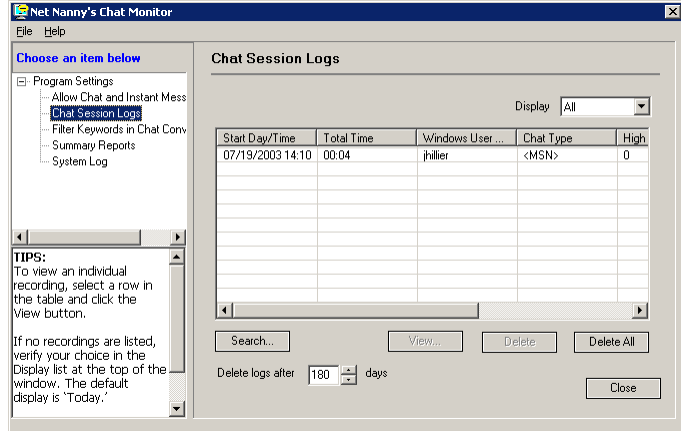 Net Nanny's Chat Monitor
File Help
Choose an item below
Program Settings
Allow Chat and Instant Mess
Chat Session Logs
Filter Keywords in Chat Conv
Summary Reports
System Log
TIPS:
To view an individual
recording, select a row in
the table and click the
View button.
If no recordings are listed,
verify your choice in the
Display list at the top of the
window. The default
display is 'Today.'
Chat Session Logs
Display All
Start Day/Time Total Time Windows User ... Chat Type High
07/19/2003 14:10 00:04 jhillier <MSN> 0
Search... View... Delete Delete All
Delete logs after 180 days
Close